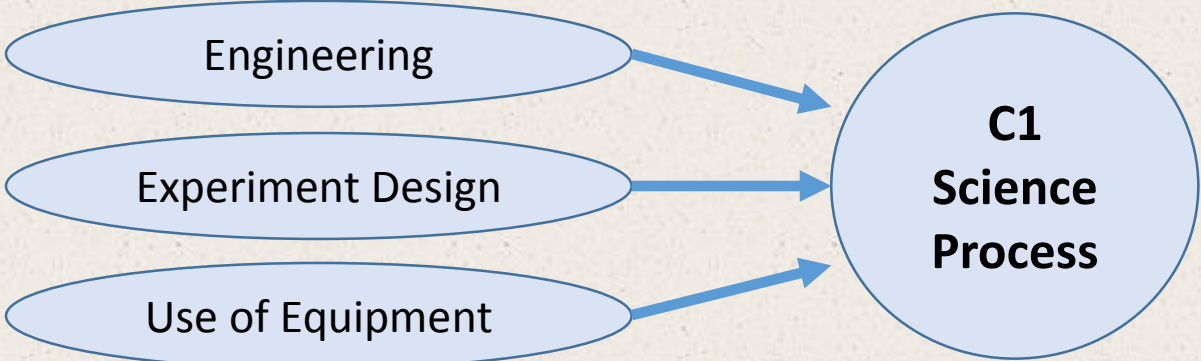 Engineering
Experiment Design
Use of Equipment
C1
Science
Process